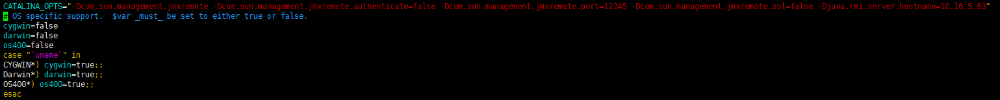 CATALINA_OPTS="-Dcom.sun.management.jmxremote -Dcom.sun.management.jmxremote.authenticate=false -Dcom.sun.management.jmxremote.port=12345 -Dcom.sun.management.jmxremote.ssl=false -Djava.rmi.server.hostname=10.16.5.63"
# OS specific support.  $var _must_ be set to either true or false.
cygwin=false
darwin=false
os400=false
case "`uname`" in
CYGWIN*) cygwin=true;;
Darwin*) darwin=true;;
OS400*) os400=true;;
esac